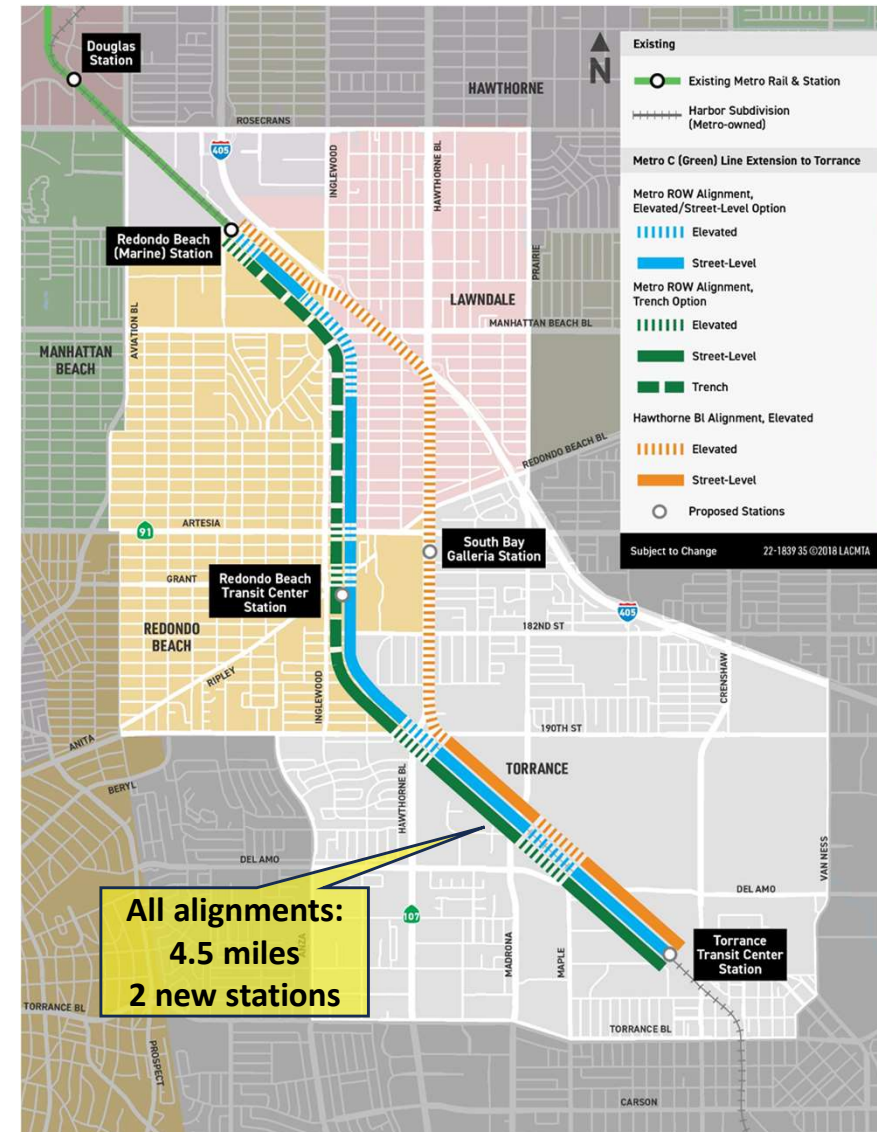 Douglas
Station
HAWTHORNE
ROSECRANS
405
INGLEWOOD
HAWTHORNE BL
PRAIRIE
Redondo Beach
(Marine) Station
LAWNDALE
MANHATTAN BEACH BL
AVIATION BL
MANHATTAN
BEACH
REDONDO BEACH BL
ARTESIA
91
South Bay
Galleria Station
GRANT
Redondo Beach
Transit Center
Station
405
182ND ST
REDONDO
BEACH
RIPLEY
INGLEWOOD
CRENSHAW
190TH ST
ANITA
TORRANCE
BERYL
HAWTHORNE BL
VAN NESS
DEL AMO
DEL AMO
All alignments:
4.5 miles
2 new stations
107
ANZA
MADRONA
MAPLE
Torrance
Transit Center
Station
TORRANCE BL
PROSPECT
TORRANCE BL
CARSON
N
Existing
Existing Metro Rail & Station
Harbor Subdivision
(Metro-owned)
Metro C (Green) Line Extension to Torrance
Metro ROW Alignment,
Elevated/Street-Level Option
Elevated
Street-Level
Metro ROW Alignment,
Trench Option
Elevated
Street-Level
Trench
Hawthorne Bl Alignment, Elevated
Elevated
Street-Level
Proposed Stations
Subject to Change
22-1839 35 ©2018 LACMTA